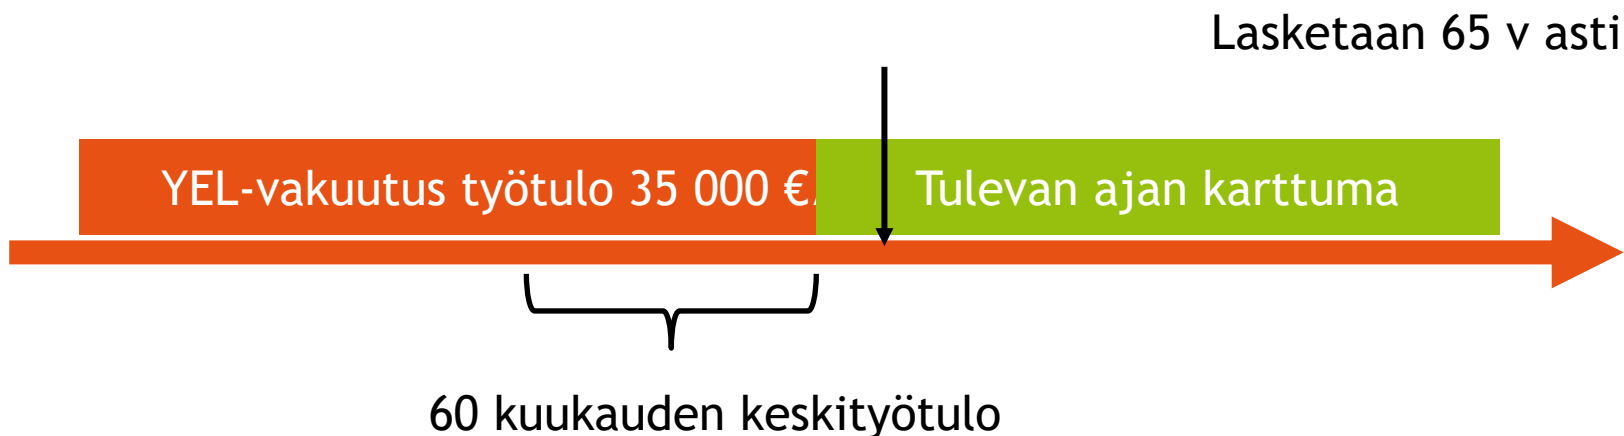 Lasketaan 65 v asti
YEL-vakuutus työtulo 35 000 €
Tulevan ajan karttuma
60 kuukauden keskityötulo